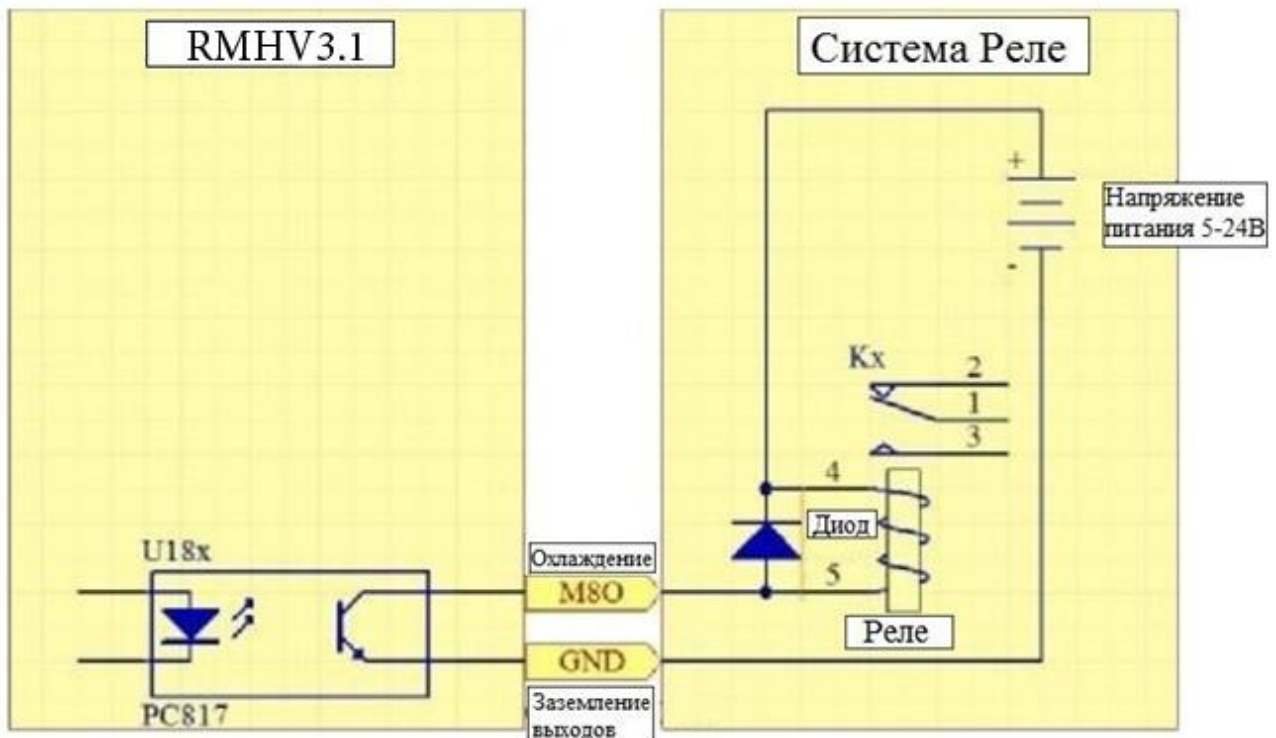 RMHV3.1
Система Реле
+
Напряжение
питания 5-24В
-
Kx
2
1
3
4
Диод
5
Реле
U18x
PC817
Охлаждение
M8O
GND
Заземление
выходов